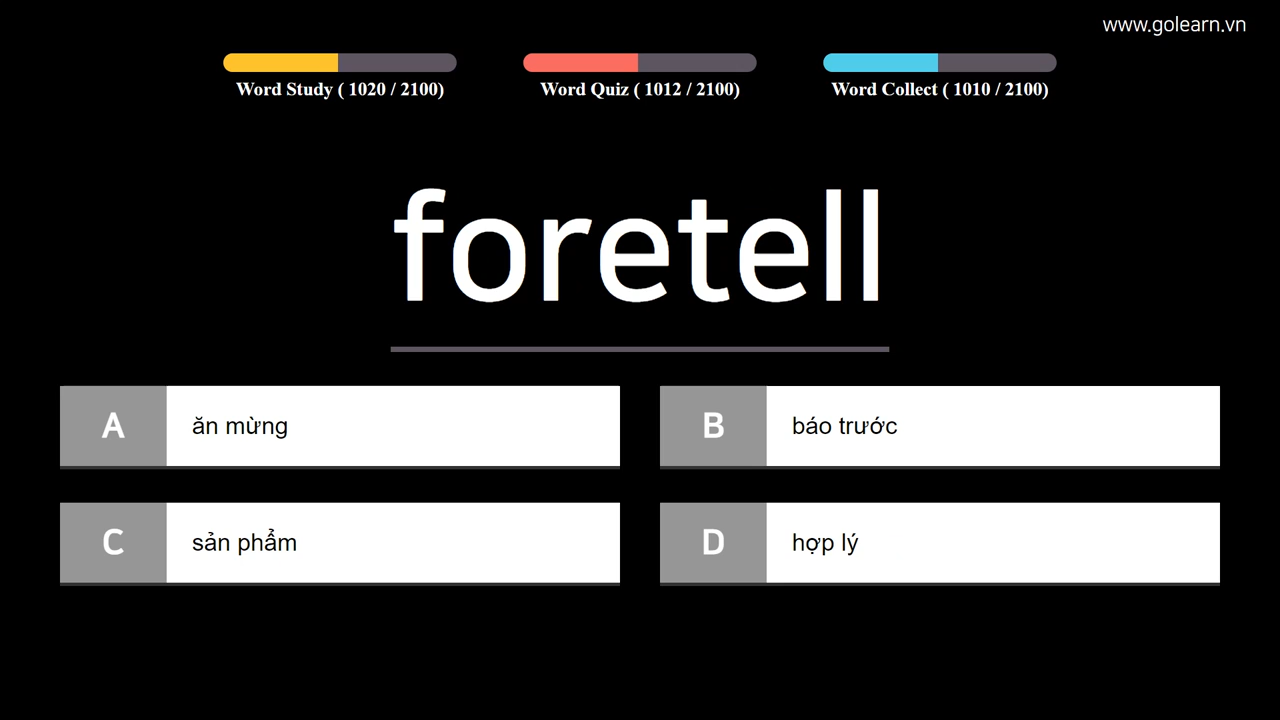 www.golearn.vn
Word Study ( 1020 / 2100)
Word Quiz ( 1012 / 2100)
Word Collect ( 1010 / 2100)
foretell
A ăn mừng
B báo trước
C sản phẩm
D hợp lý